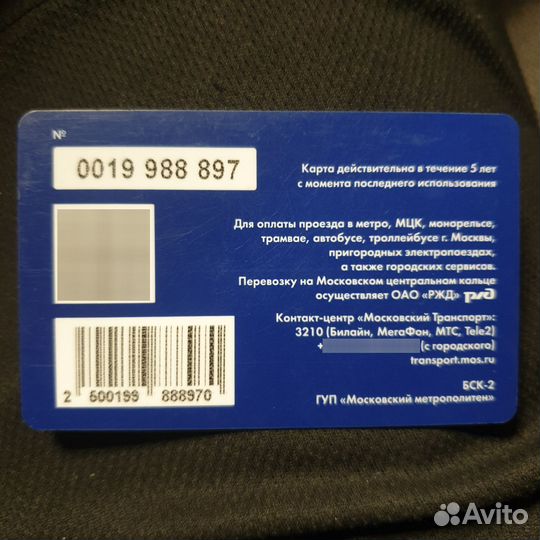 №
0019 988 897
Карта действительна в течение 5 лет
с момента последнего использования
Для оплаты проезда в метро, МЦК, монорельсе,
трамвае, автобусе, троллейбусе г. Москвы,
пригородных электропоездах,
а также городских сервисов.
Перевозку на Московском центральном кольце
осуществляет ОАО «РЖД» РЖД
Контакт-центр «Московский Транспорт»:
3210 (Билайн, МегаФон, МТС, Tele2)
+ (с городского)
transport.mos.ru
2 500199 888970
БСК-2
ГУП «Московский метрополитен»
Avito